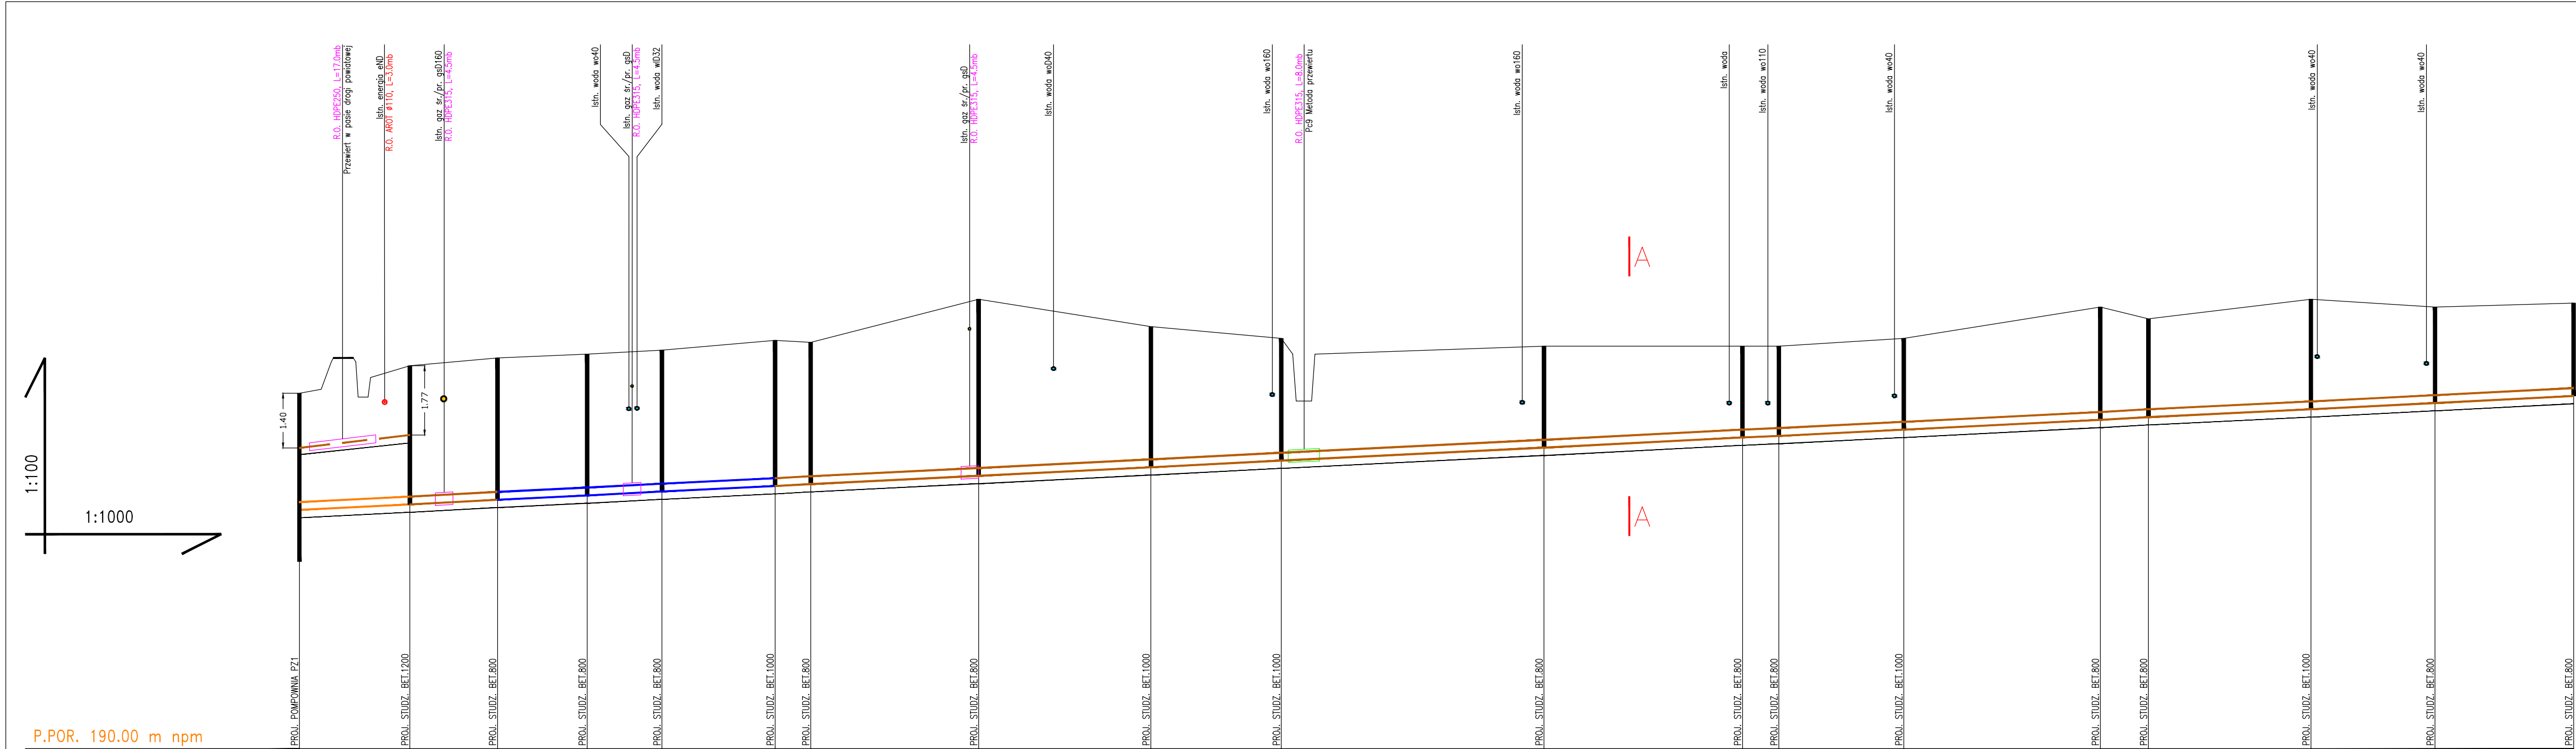 R.O. HDPE250, L=17.0mb
Przewiert w pasie drogi powiatowej
Istn. energia eND
R.O. AROT ø110, L=3.0mb
Istn. gaz śr./pr. gsD160
R.O. HDPE315, L=4.5mb
Istn. woda wo40
Istn. gaz śr./pr. gsD
R.O. HDPE315, L=4.5mb
Istn. woda wiD32
Istn. gaz śr./pr. gsD
R.O. HDPE315, L=4.5mb
Istn. woda woD40
Istn. woda wo160
R.O. HDPE315, L=8.0mb
Pc9 Metoda przewiertu
Istn. woda wo160
Istn. woda
Istn. woda wo110
Istn. woda wo40
Istn. woda wo40
Istn. woda wo40
A
1.40
1.77
1:100
1:1000
A
PROJ. POMPOWNIA PZ1
PROJ. STUDZ. BET.1200
PROJ. STUDZ. BET.800
PROJ. STUDZ. BET.800
PROJ. STUDZ. BET.800
PROJ. STUDZ. BET.1000
PROJ. STUDZ. BET.800
PROJ. STUDZ. BET.800
PROJ. STUDZ. BET.1000
PROJ. STUDZ. BET.1000
PROJ. STUDZ. BET.800
PROJ. STUDZ. BET.800
PROJ. STUDZ. BET.800
PROJ. STUDZ. BET.1000
PROJ. STUDZ. BET.800
PROJ. STUDZ. BET.800
PROJ. STUDZ. BET.1000
PROJ. STUDZ. BET.800
PROJ. STUDZ. BET.800
P.POR. 190.00 m npm